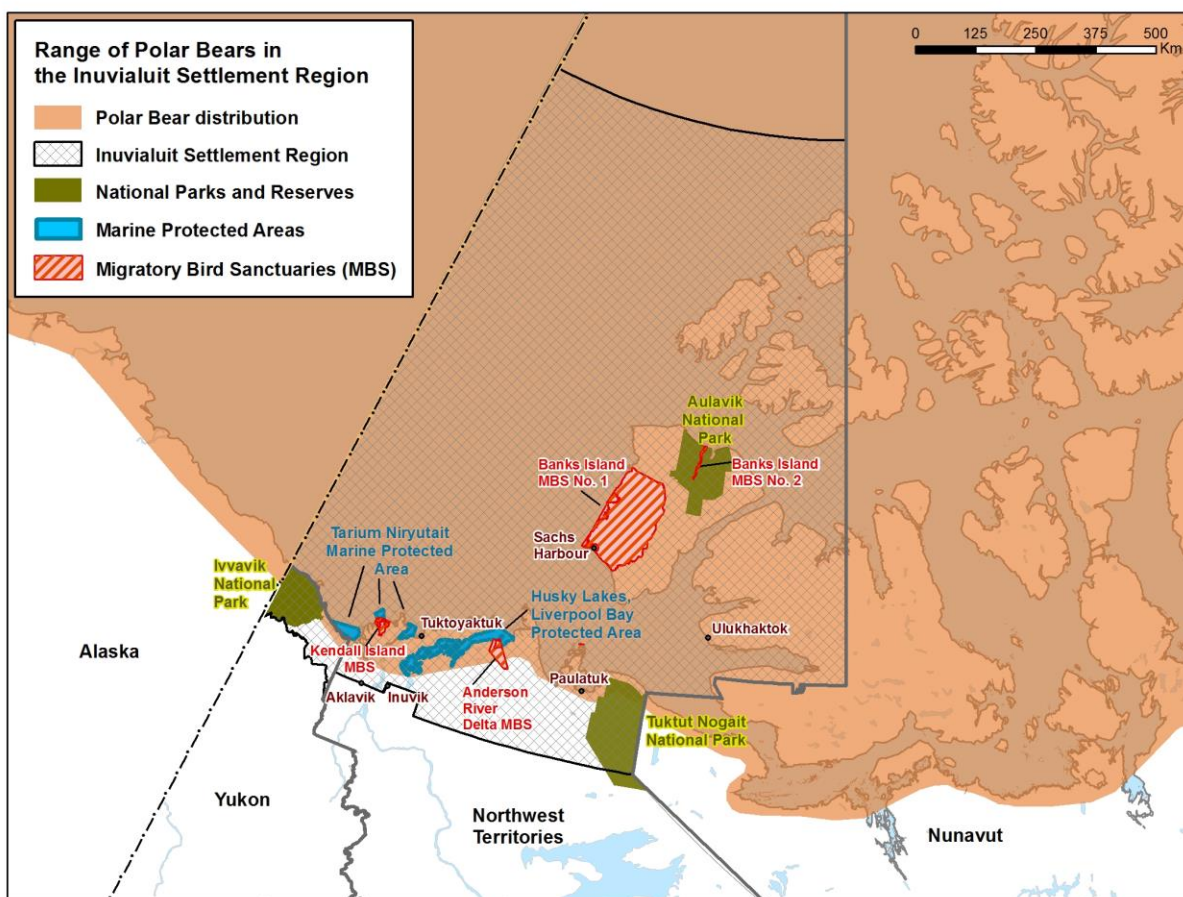 Range of Polar Bears in
the Inuvialuit Settlement Region
Polar Bear distribution
Inuvialuit Settlement Region
National Parks and Reserves
Marine Protected Areas
Migratory Bird Sanctuaries (MBS)
0 125 250 375 500
Km
Aulavik
National
Park
Banks Island
MBS No. 1
Banks Island
MBS No. 2
Sachs
Harbour
Tarium Niryutait
Marine Protected
Area
Ivvavik
National
Park
Husky Lakes,
Liverpool Bay
Protected Area
Tuktoyaktuk
Ulukhaktok
Alaska
Kendall Island
MBS
Paulatuk
Aklavik
Inuvik
Anderson
River
Delta MBS
Tuktut Nogait
National Park
Yukon
Northwest
Territories
Nunavut